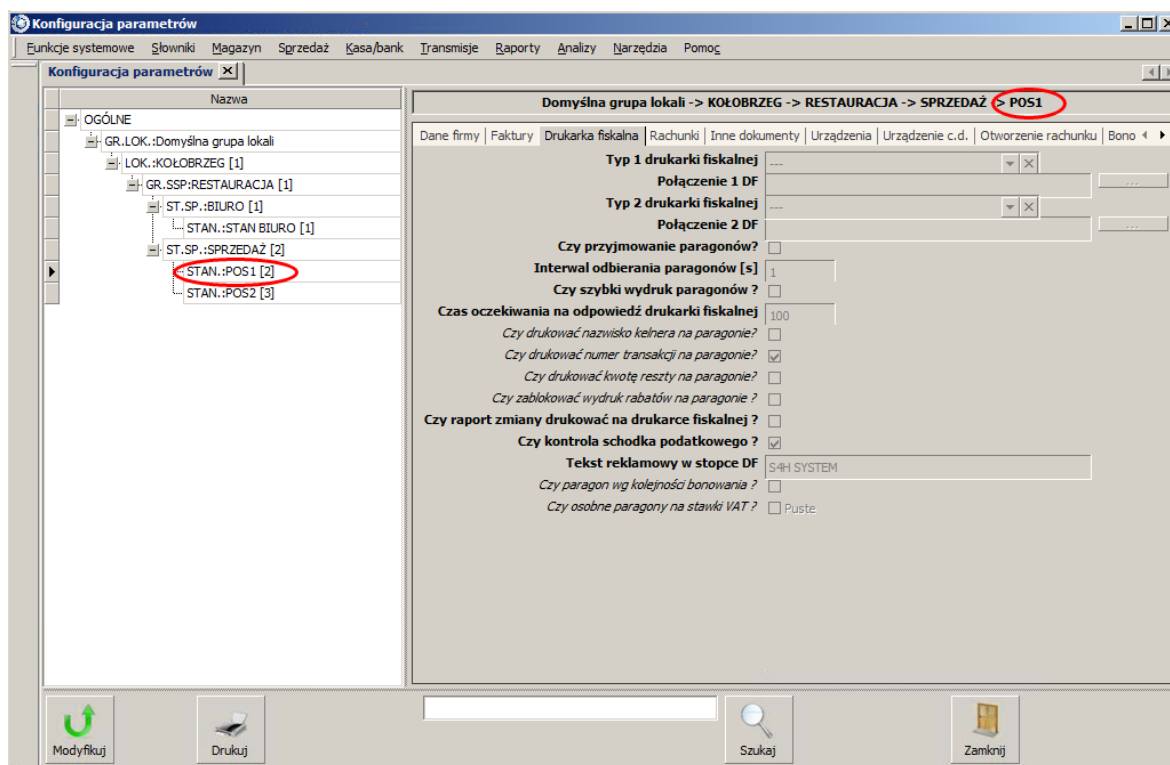 Konfiguracja parametrów
Funkcje systemowe Słowniki Magazyn Sprzedaż Kasa/bank Transmisje Raporty Analizy Narzędzia Pomoc
Konfiguracja parametrów
Nazwa
OGÓLNE
GR.LOK.:Domyślna grupa lokali
LOK.:KOŁOBRZEG [1]
GR.SSP:RESTAURACJA [1]
ST.SP.:BIURO [1]
STAN.:STAN BIURO [1]
ST.SP.:SPRZEDAŻ [2]
STAN.:POS1 [2]
STAN.:POS2 [3]
Domyślna grupa lokali -> KOŁOBRZEG -> RESTAURACJA -> SPRZEDAŻ -> POS1
Dane firmy Faktury Drukarka fiskalna Rachunki Inne dokumenty Urządzenia Urządzenie c.d. Otworzenie rachunku Bono
Typ 1 drukarki fiskalnej ---
Połączenie 1 DF ...
Typ 2 drukarki fiskalnej ---
Połączenie 2 DF ...
Czy przyjmowanie paragonów?
Interwał odbierania paragonów [s] 1
Czy szybki wydruk paragonów ?
Czas oczekiwania na odpowiedź drukarki fiskalnej 100
Czy drukować nazwisko kelnera na paragonie?
Czy drukować numer transakcji na paragonie?
Czy drukować kwotę reszty na paragonie?
Czy zablokować wydruk rabatów na paragonie ?
Czy raport zmiany drukować na drukarce fiskalnej ?
Czy kontrola schodka podatkowego ?
Tekst reklamowy w stopce DF S4H SYSTEM
Czy paragon wg kolejności bonowania ?
Czy osobne paragony na stawki VAT ? Puste
Modyfikuj Drukuj Szukaj Zamknij